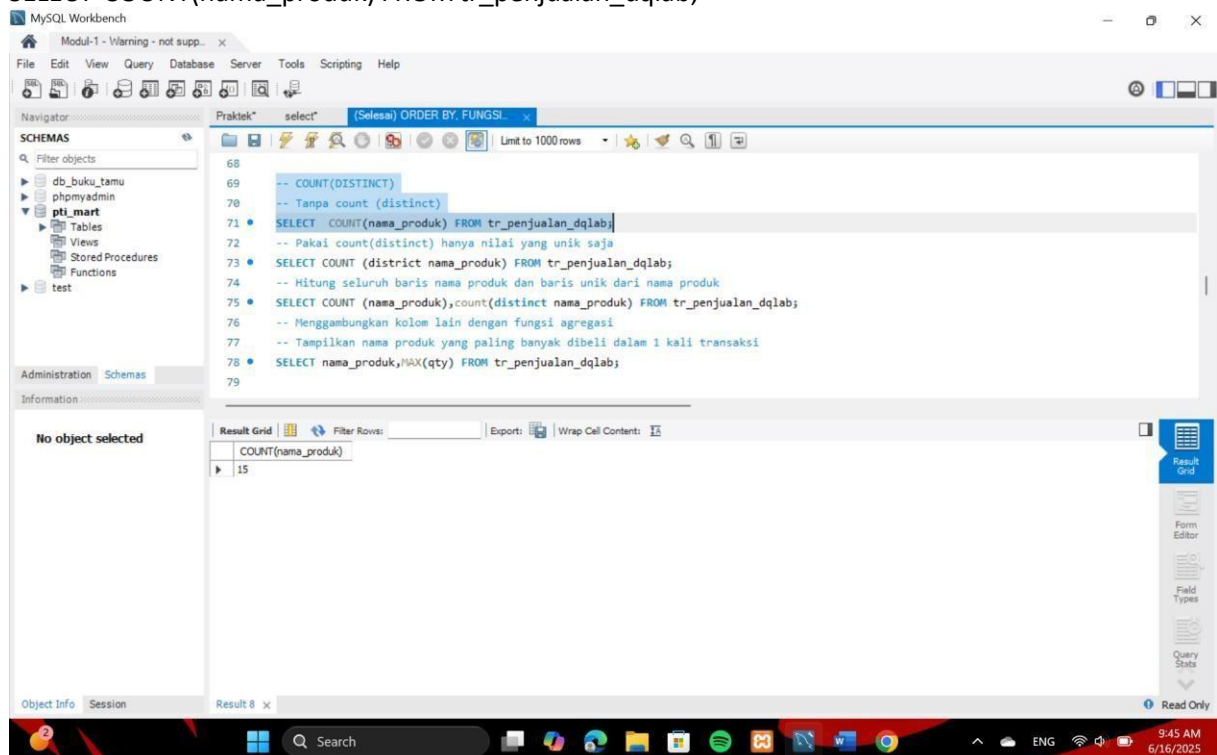 SELECT COUNT(nama_produk) FROM tr_penjualan_dqlab;
MySQL Workbench
Modul-1 - Warning - not supp...
File Edit View Query Database Server Tools Scripting Help
Navigator
SCHEMAS
Filter objects
db_buku_tamu
phpmyadmin
pti_mart
Tables
Views
Stored Procedures
Functions
test
Administration Schemas
Information
No object selected
Object Info Session
Praktek* select* (Selesai) ORDER BY, FUNGSI...
Limit to 1000 rows
68
69 -- COUNT(DISTINCT)
70 -- Tanpa count (distinct)
71 SELECT COUNT(nama_produk) FROM tr_penjualan_dqlab;
72 -- Pakai count(distinct) hanya nilai yang unik saja
73 SELECT COUNT (district nama_produk) FROM tr_penjualan_dqlab;
74 -- Hitung seluruh baris nama produk dan baris unik dari nama produk
75 SELECT COUNT (nama_produk),count(distinct nama_produk) FROM tr_penjualan_dqlab;
76 -- Menggambungkan kolom lain dengan fungsi agregasi
77 -- Tampilkan nama produk yang paling banyak dibeli dalam 1 kali transaksi
78 SELECT nama_produk,MAX(qty) FROM tr_penjualan_dqlab;
79
Result Grid Filter Rows: Export: Wrap Cell Content:
COUNT(nama_produk)
15
Result Grid
Form Editor
Field Types
Query Stats
Result 8
Read Only
2
Search
ENG
9:45 AM
6/16/2025